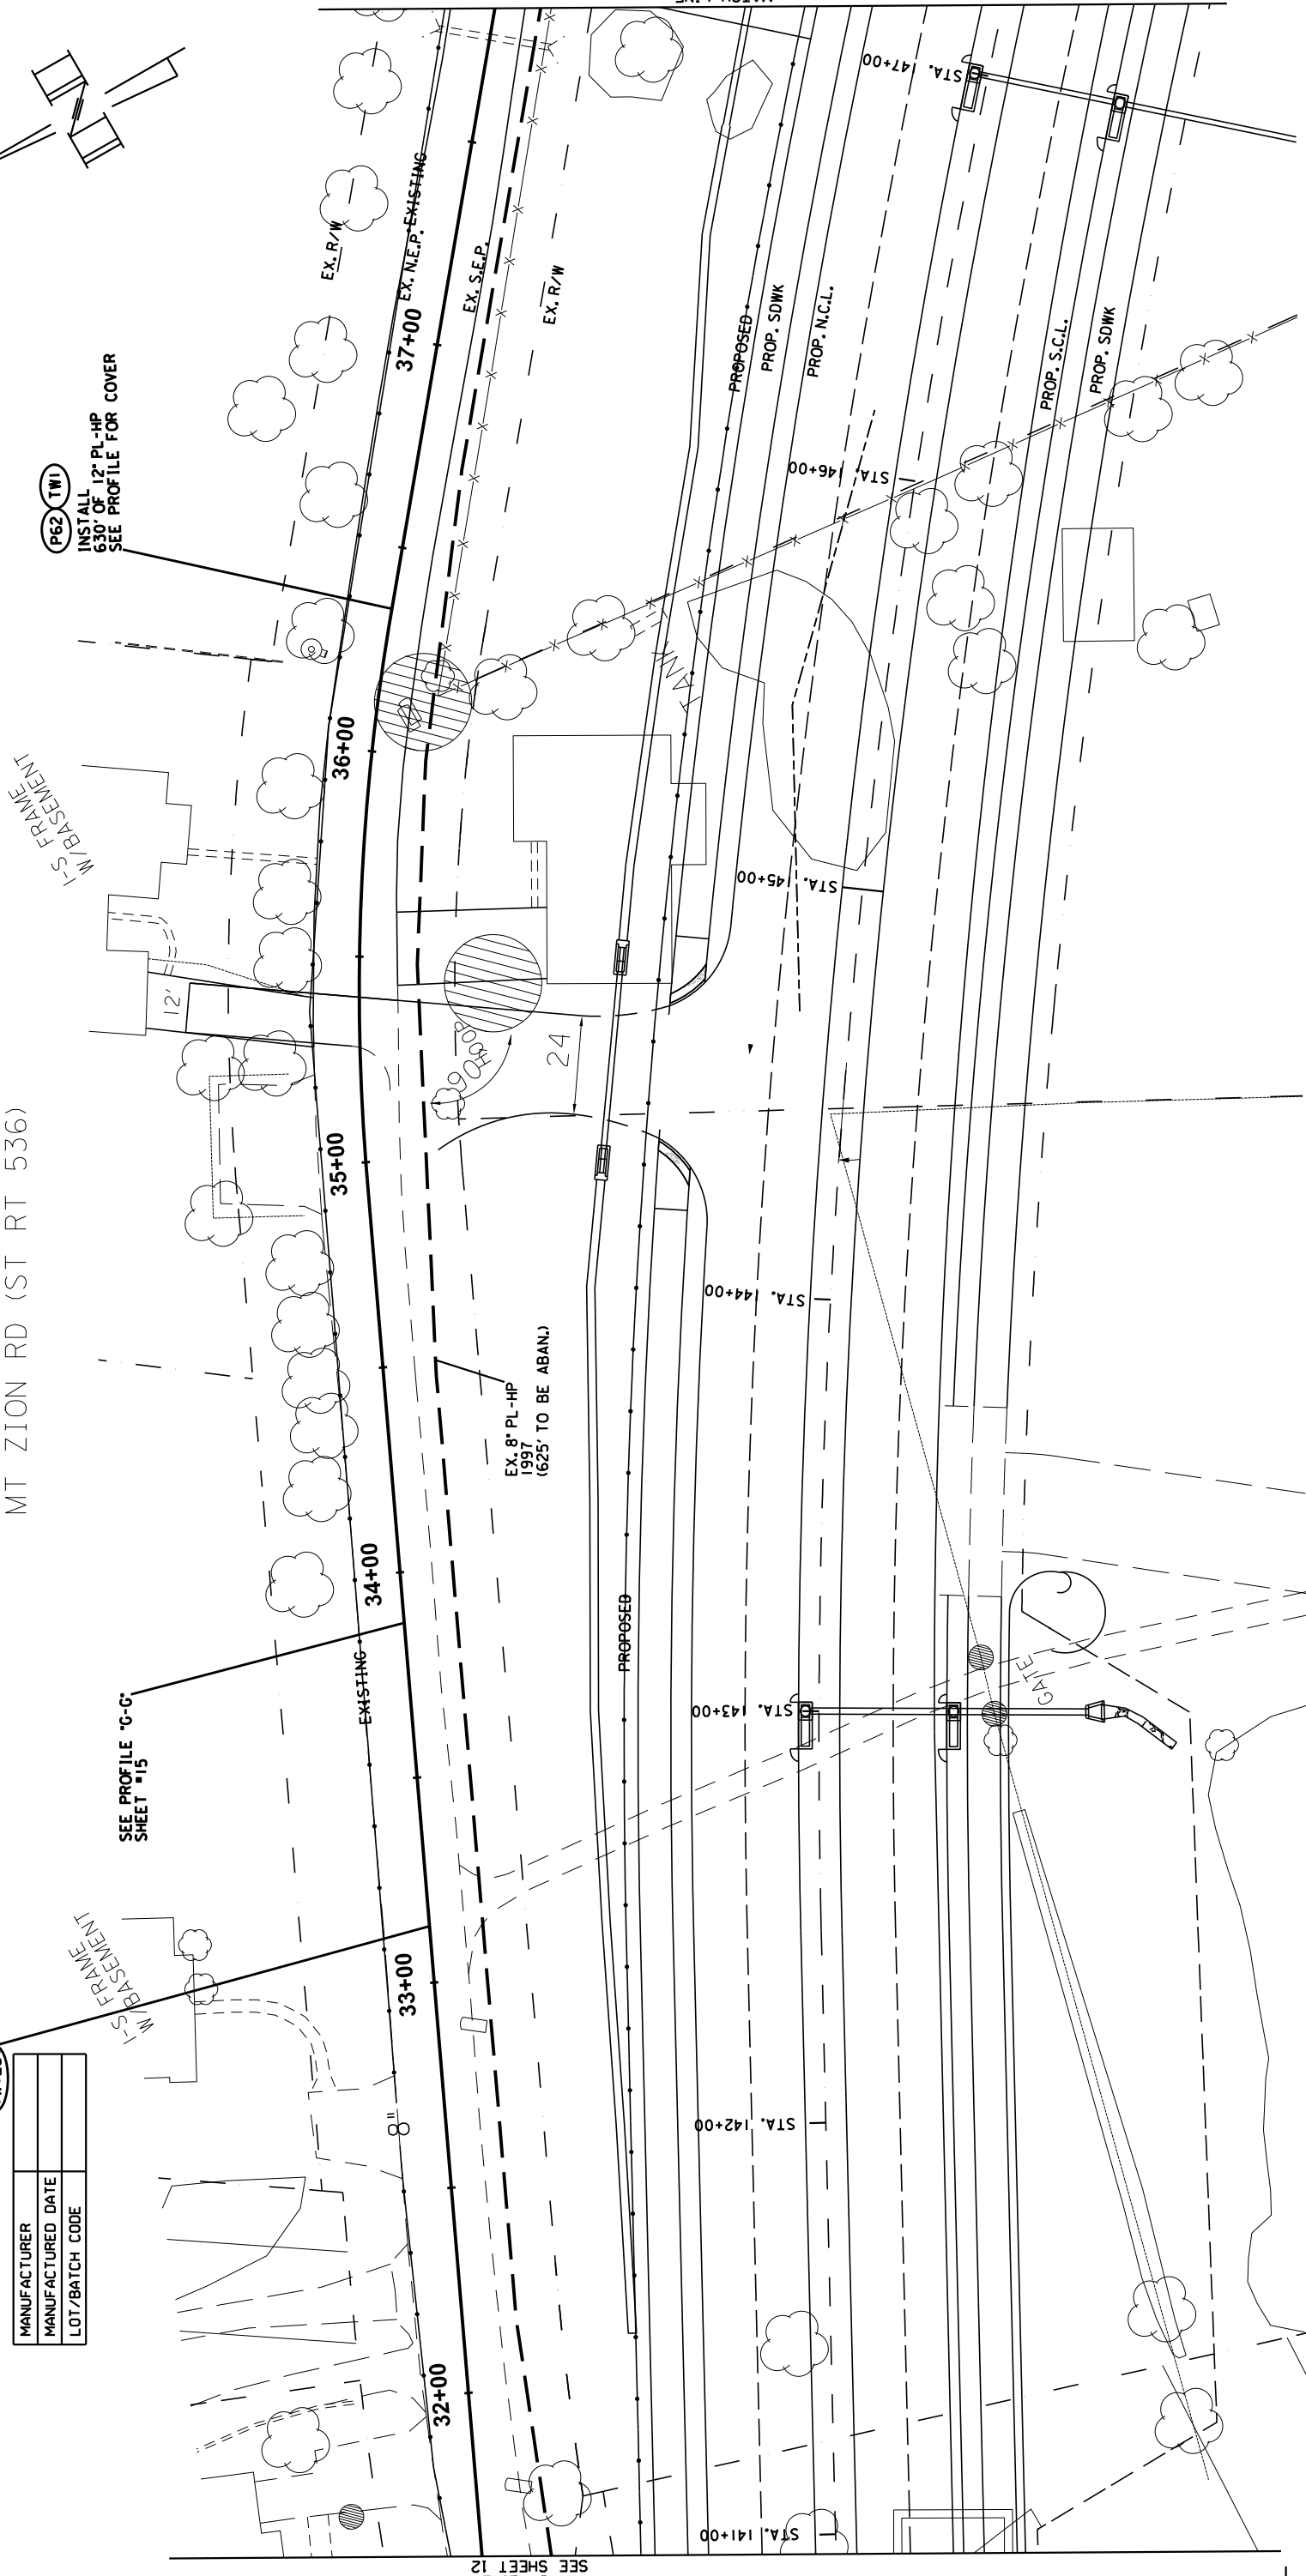 MT ZION RD (ST RT 536)
P62 TW1
INSTALL
630' OF 12" PL-HP
SEE PROFILE FOR COVER
SEE PROFILE "G-G"
SHEET #15
EX. 8" PL-HP
1997
(625' TO BE ABAN.)
MANUFACTURER
MANUFACTURED DATE
LOT/BATCH CODE
1-S FRAME
W/BASEMENT
1-S FRAME
W/BASEMENT
EX. R/W
EX. N.E.P.
EXISTING
EX. S.E.P.
EX. R/W
PROPOSED
PROP. SDWK
PROP. N.C.L.
PROP. S.C.L.
PROP. SDWK
37+00
36+00
35+00
34+00
33+00
32+00
STA. 147+00
STA. 146+00
STA. 145+00
STA. 144+00
STA. 143+00
STA. 142+00
STA. 141+00
12'
24
TANK
EXISTING
PROPOSED
GATE
8"
SEE SHEET 12